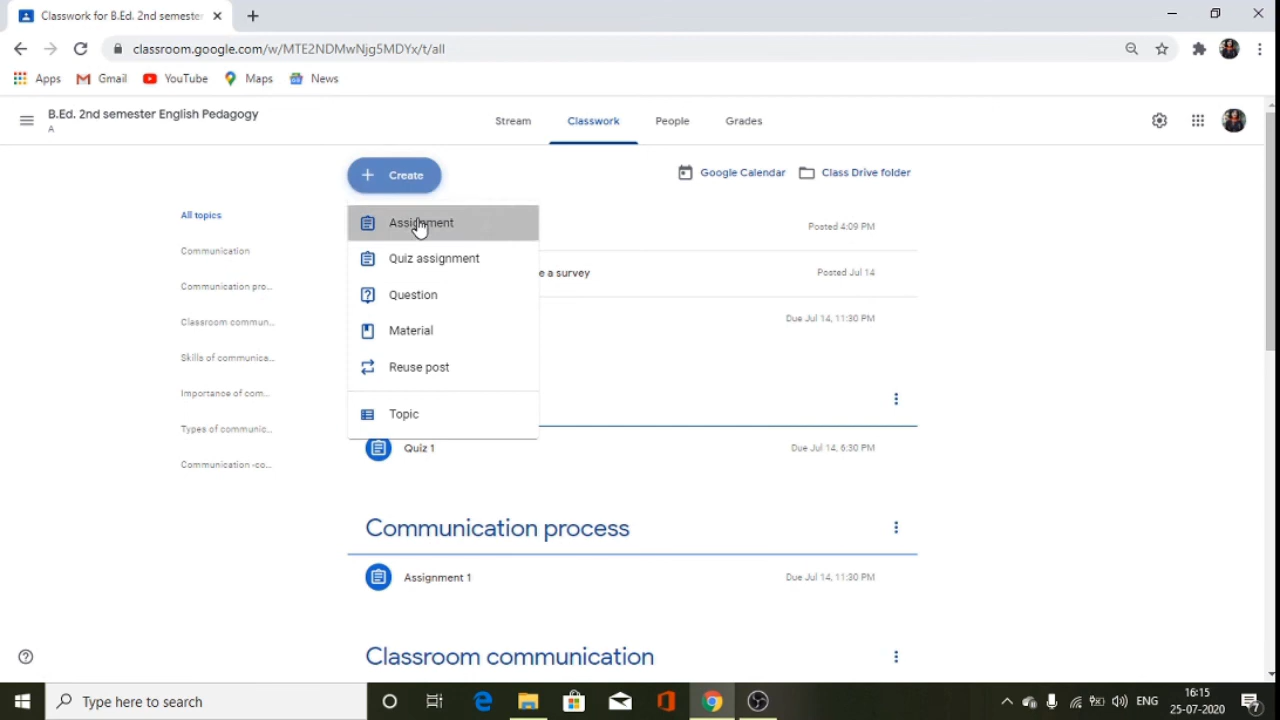 Classwork for B.Ed. 2nd semester
classroom.google.com/w/MTE2NDMwNjg5MDYx/t/all
Apps Gmail YouTube Maps News
B.Ed. 2nd semester English Pedagogy
A
Stream Classwork People Grades
Create
Google Calendar Class Drive folder
All topics
Communication
Communication pro...
Classroom commun...
Skills of communica...
Importance of com...
Types of communic...
Communication -co...
Assignment
Quiz assignment
Question
Material
Reuse post
Topic
Posted 4:09 PM
e a survey Posted Jul 14
Due Jul 14, 11:30 PM
Quiz 1 Due Jul 14, 6:30 PM
Communication process
Assignment 1 Due Jul 14, 11:30 PM
Classroom communication
Type here to search
ENG
16:15
25-07-2020
7